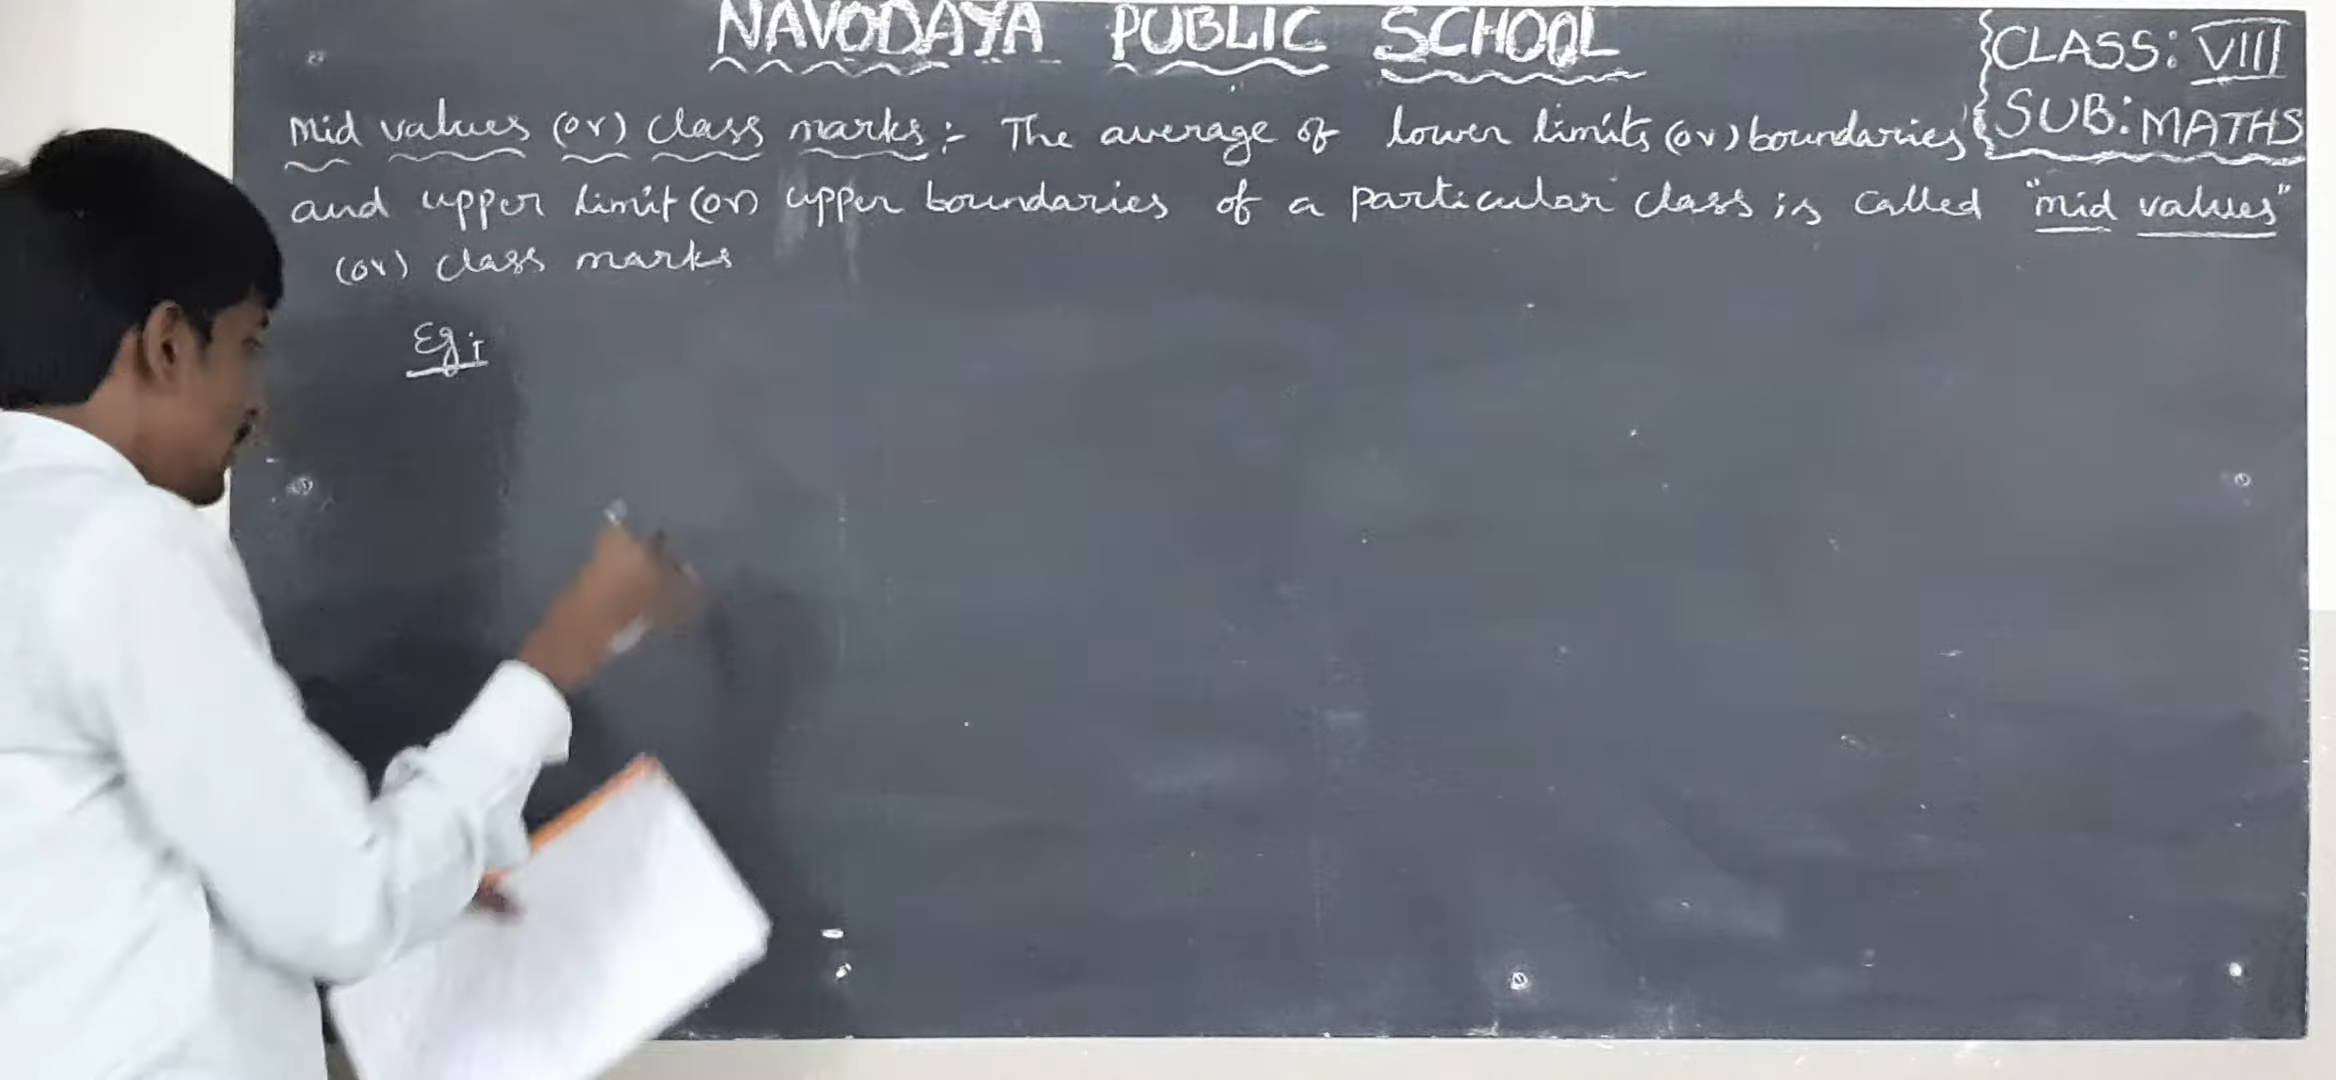 NAVODAYA PUBLIC SCHOOL
CLASS: VIII
SUB: MATHS
mid values (or) class marks:- The average of lower limits (or) boundaries
and upper limit (or) upper boundaries of a particular class is called "mid values"
(or) class marks
Eg: